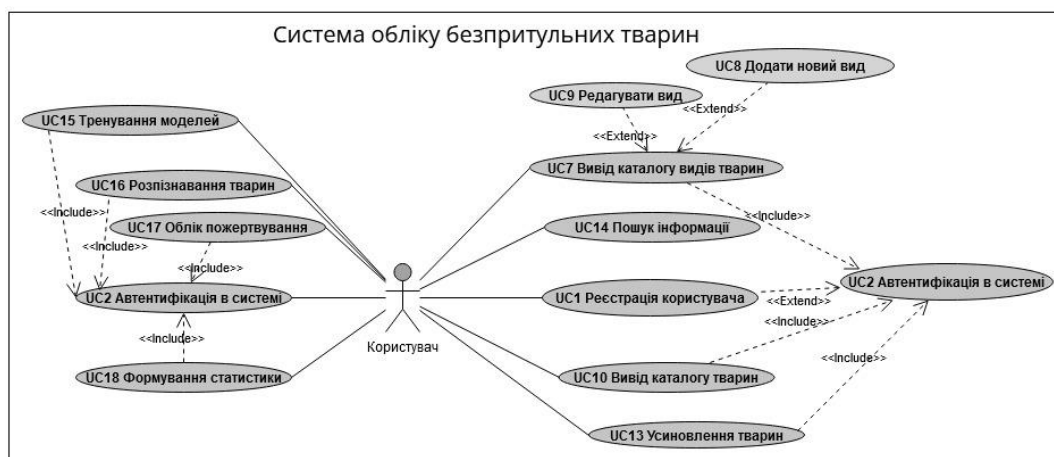 Система обліку безпритульних тварин
UC8 Додати новий вид
UC9 Редагувати вид
<<Extend>>
<<Extend>>
UC15 Тренування моделей
UC7 Вивід каталогу видів тварин
UC16 Розпізнавання тварин
<<Include>>
<<Include>>
UC17 Облік пожертвування
UC14 Пошук інформації
<<Include>>
<<Include>>
UC2 Автентифікація в системі
UC2 Автентифікація в системі
UC1 Реєстрація користувача
<<Extend>>
<<Include>>
<<Include>>
Користувач
<<Include>>
UC18 Формування статистики
UC10 Вивід каталогу тварин
UC13 Усиновлення тварин